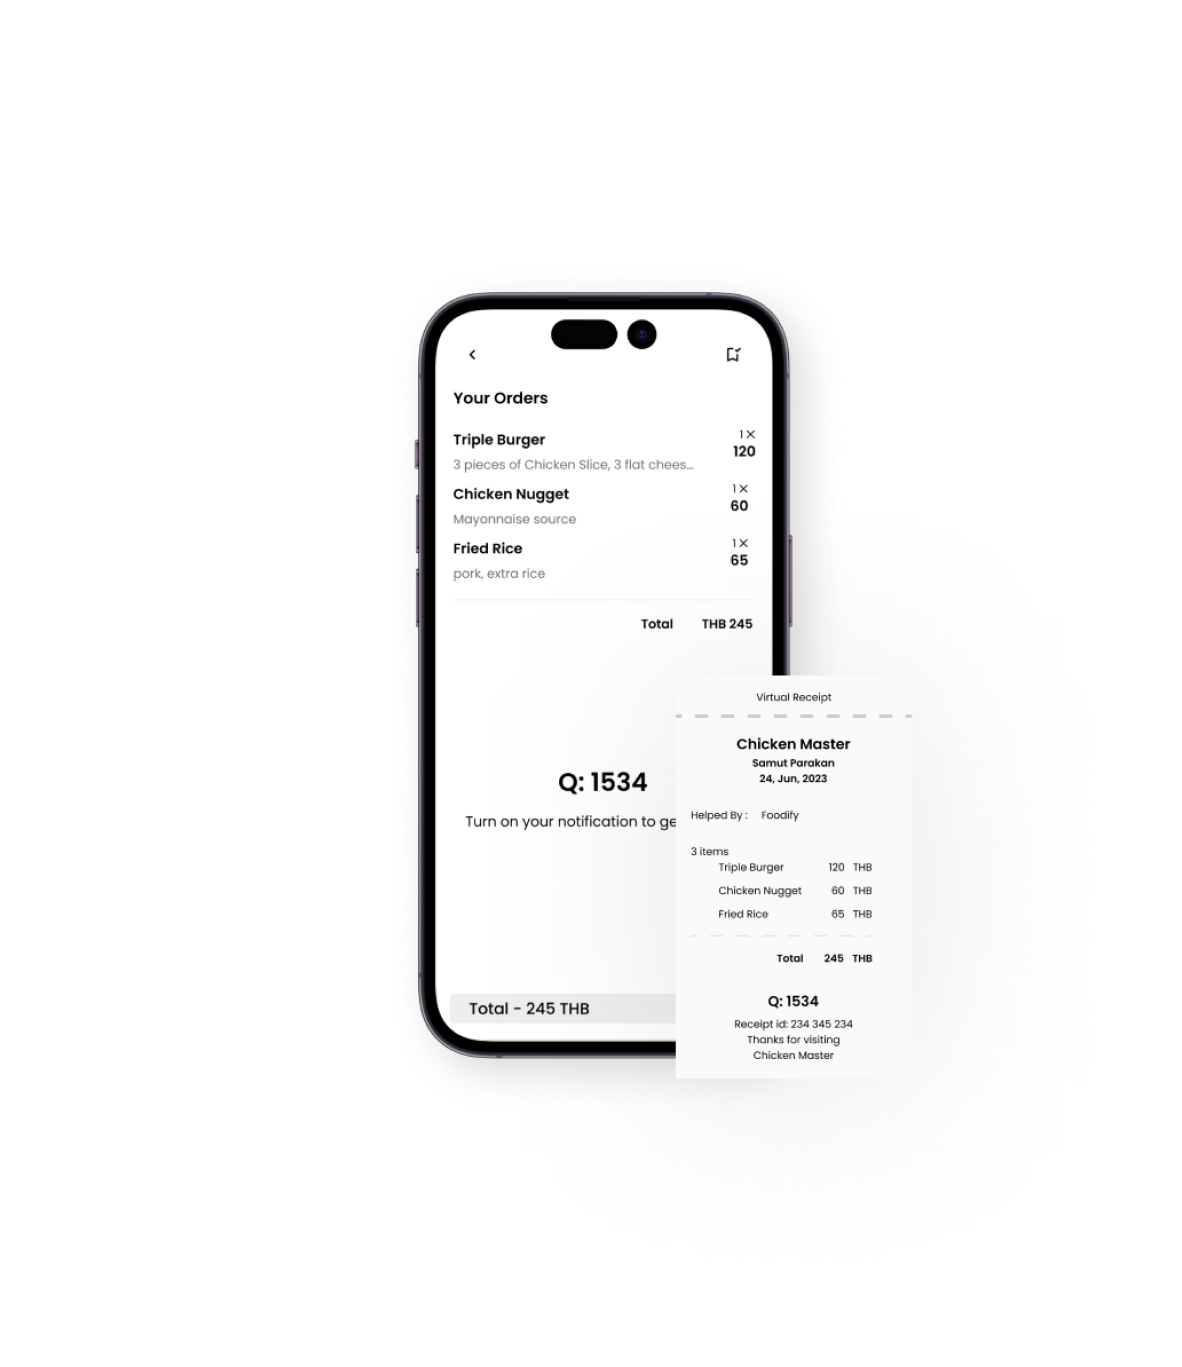 Your Orders
Triple Burger
1 ×
120
3 pieces of Chicken Slice, 3 flat chees...
Chicken Nugget
1 ×
60
Mayonnaise source
Fried Rice
1 ×
65
pork, extra rice
Total THB 245
Q: 1534
Turn on your notification to ge
Total - 245 THB
Virtual Receipt
Chicken Master
Samut Parakan
24, Jun, 2023
Helped By : Foodify
3 items
Triple Burger 120 THB
Chicken Nugget 60 THB
Fried Rice 65 THB
Total 245 THB
Q: 1534
Receipt id: 234 345 234
Thanks for visiting
Chicken Master